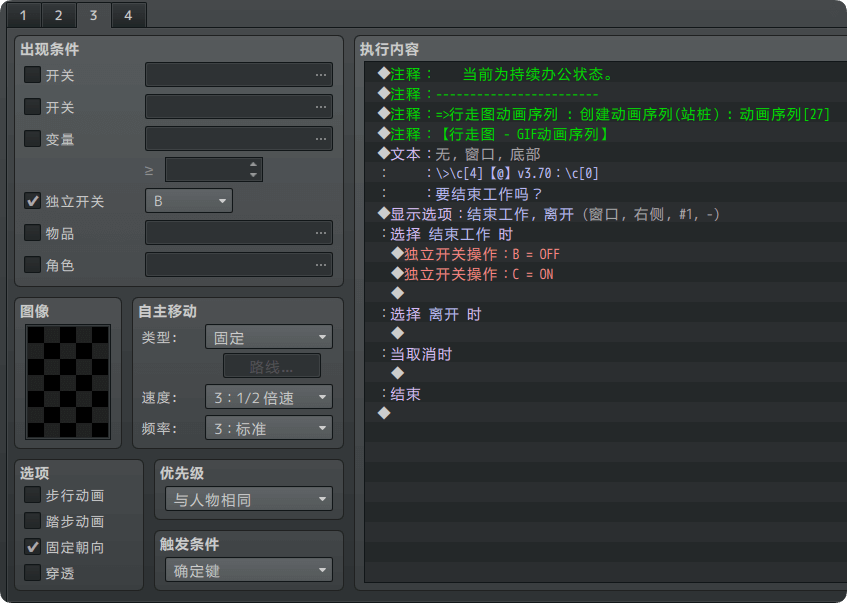 1 2 3 4
出现条件
开关 ...
开关 ...
变量 ...
≥
独立开关 B
物品 ...
角色 ...
图像
自主移动
类型: 固定
路线...
速度: 3:1/2倍速
频率: 3:标准
选项
步行动画
踏步动画
固定朝向
穿透
优先级
与人物相同
触发条件
确定键
执行内容
◆注释: 当前为持续办公状态。
◆注释:------------------------
◆注释:=>行走图动画序列 : 创建动画序列(站桩) : 动画序列[27]
◆注释:【行走图 - GIF动画序列】
◆文本:无, 窗口, 底部
: :\>\c[4]【@】v3.70：\c[0]
: :要结束工作吗？
◆显示选项:结束工作, 离开 (窗口, 右侧, #1, -)
:选择 结束工作 时
◆独立开关操作:B = OFF
◆独立开关操作:C = ON
◆
:选择 离开 时
◆
:当取消时
◆
:结束
◆